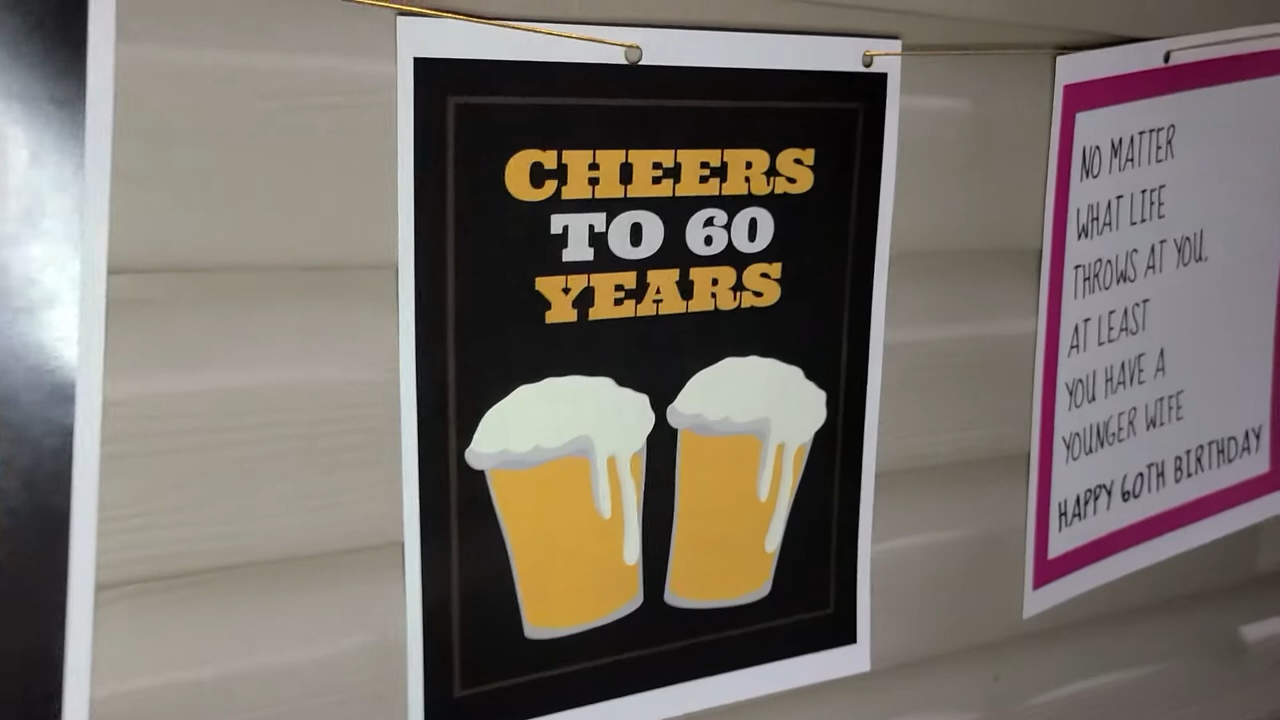 CHEERS
TO 60
YEARS
NO MATTER
WHAT LIFE
THROWS AT YOU.
AT LEAST
YOU HAVE A
YOUNGER WIFE
HAPPY 60TH BIRTHDAY